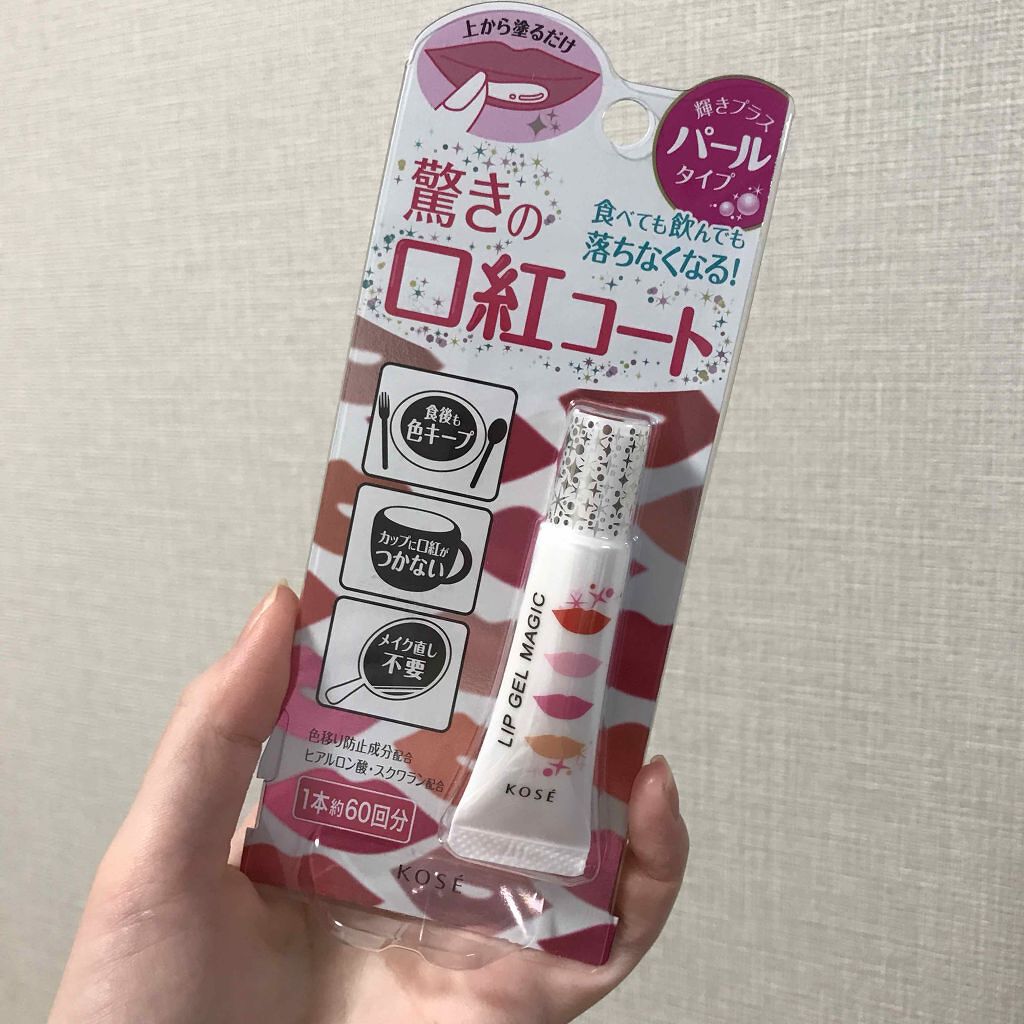 上から塗るだけ
輝きプラス
パール
タイプ
驚きの
口紅コート
食べても飲んでも
落ちなくなる!
食後も
色キープ
カップに口紅が
つかない
メイク直し
不要
色移り防止成分配合
ヒアルロン酸・スクワラン配合
1本約60回分
KOSÉ
LIP GEL MAGIC
KOSÉ